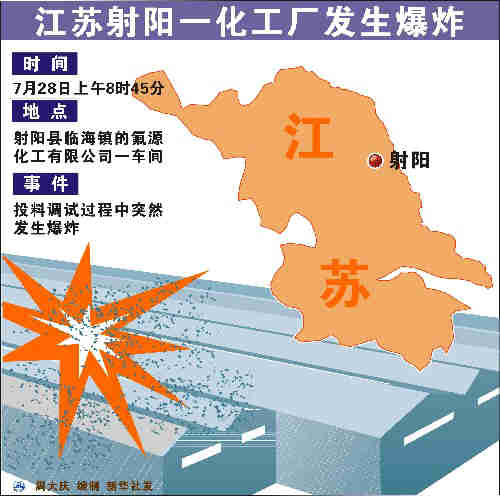 江苏射阳一化工厂发生爆炸
时间
7月28日上午8时45分
地点
射阳县临海镇的氟源
化工有限公司一车间
事件
投料调试过程中突然
发生爆炸
江
苏
射阳
周大庆 编制 新华社发